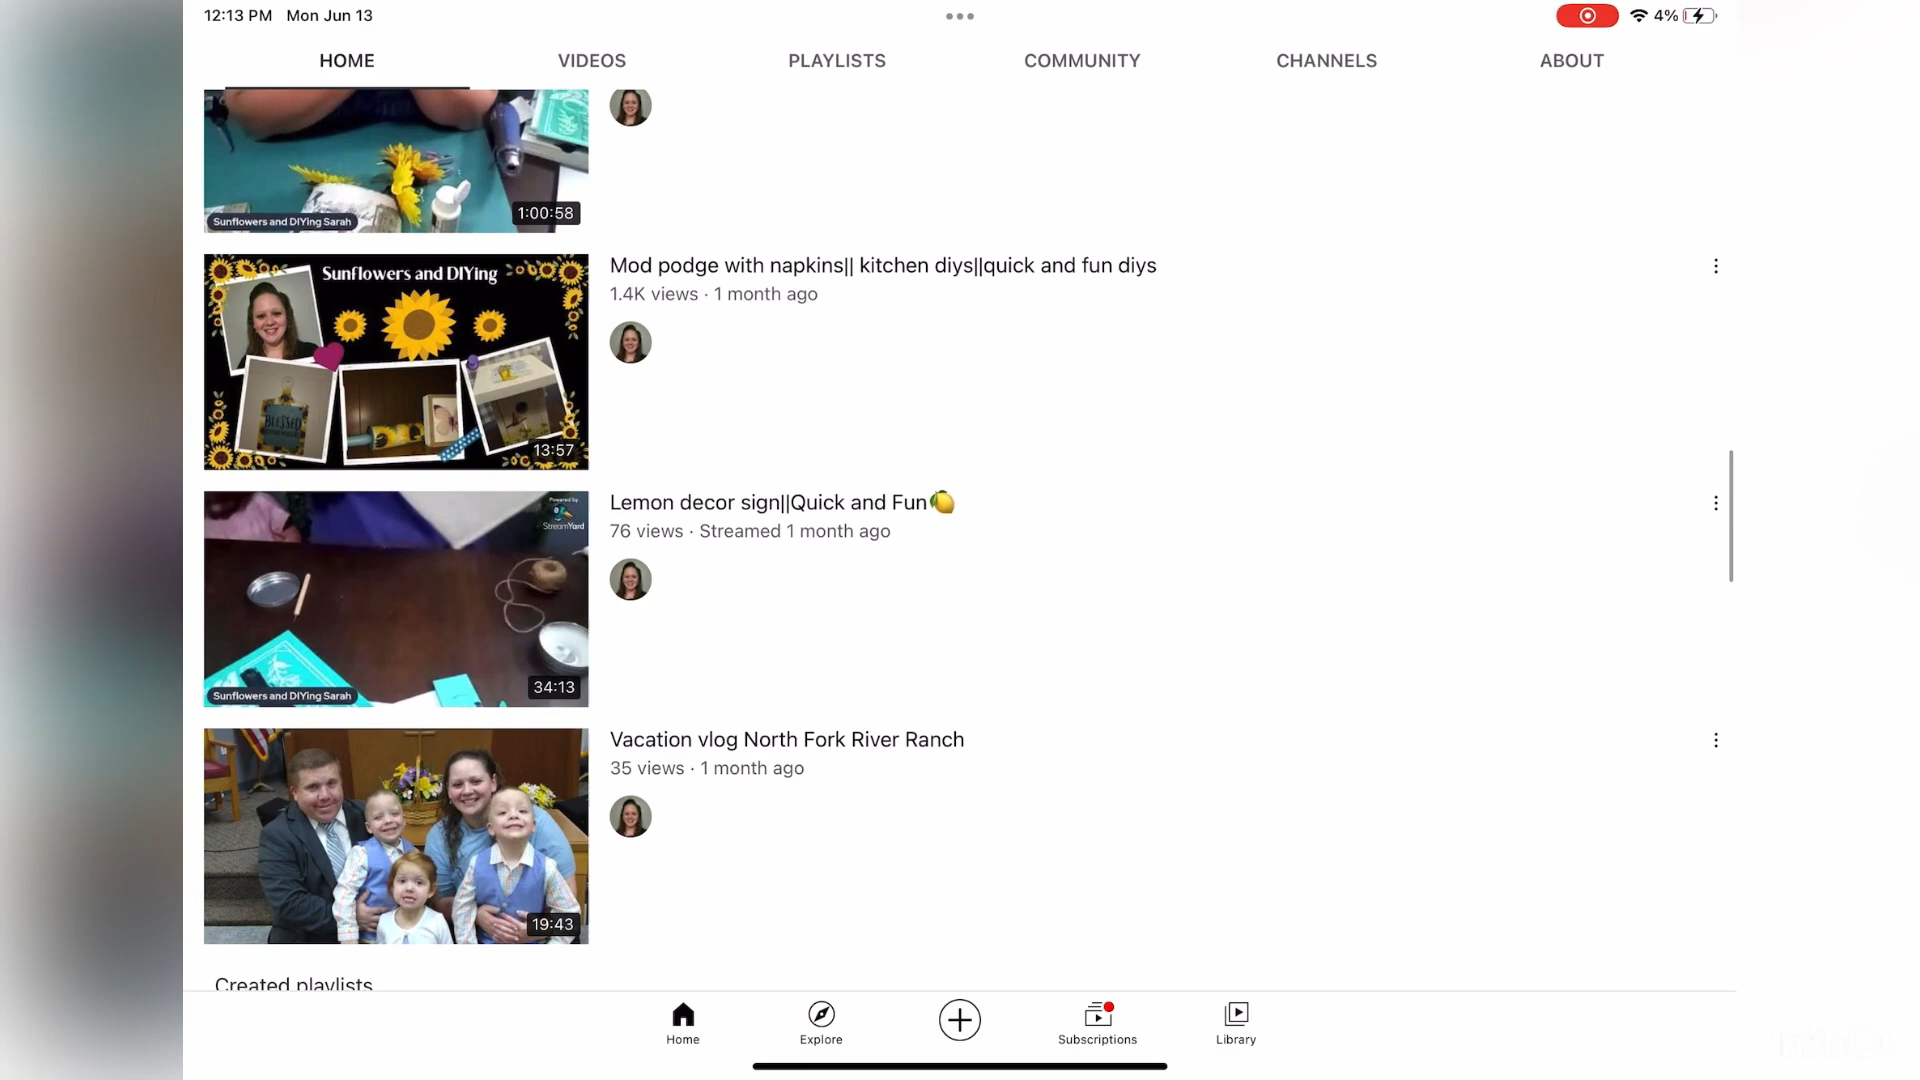 12:13 PM Mon Jun 13
4%
HOME VIDEOS PLAYLISTS COMMUNITY CHANNELS ABOUT
Sunflowers and DIYing Sarah
1:00:58
Sunflowers and DIYing
BLESSED
13:57
Mod podge with napkins|| kitchen diys||quick and fun diys
1.4K views · 1 month ago
Powered by
StreamYard
Sunflowers and DIYing Sarah
34:13
Lemon decor sign||Quick and Fun🍋
76 views · Streamed 1 month ago
19:43
Vacation vlog North Fork River Ranch
35 views · 1 month ago
Created playlists
Home Explore Subscriptions Library